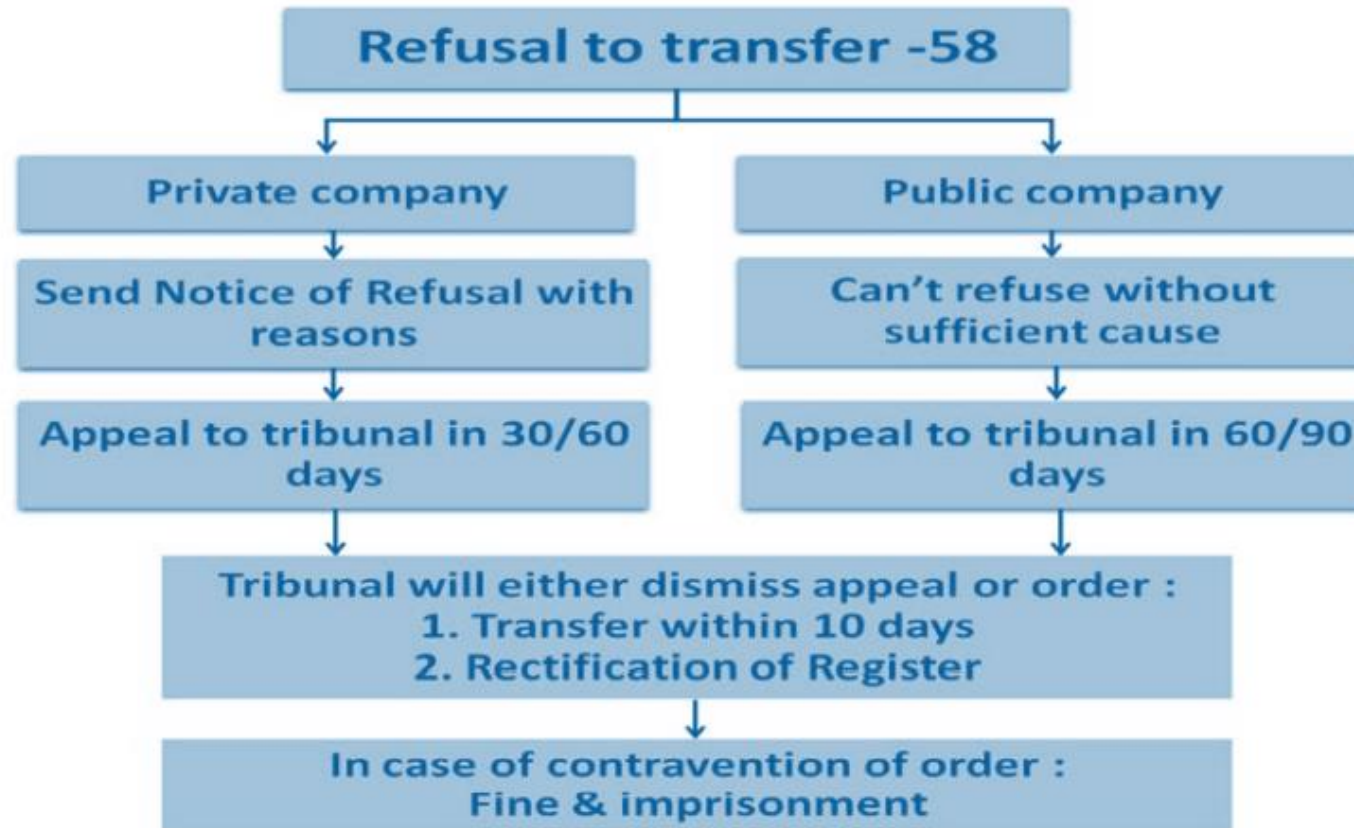 Refusal to transfer -58
Private company
Public company
Send Notice of Refusal with
reasons
Can't refuse without
sufficient cause
Appeal to tribunal in 30/60
days
Appeal to tribunal in 60/90
days
Tribunal will either dismiss appeal or order :
1. Transfer within 10 days
2. Rectification of Register
In case of contravention of order :
Fine & imprisonment